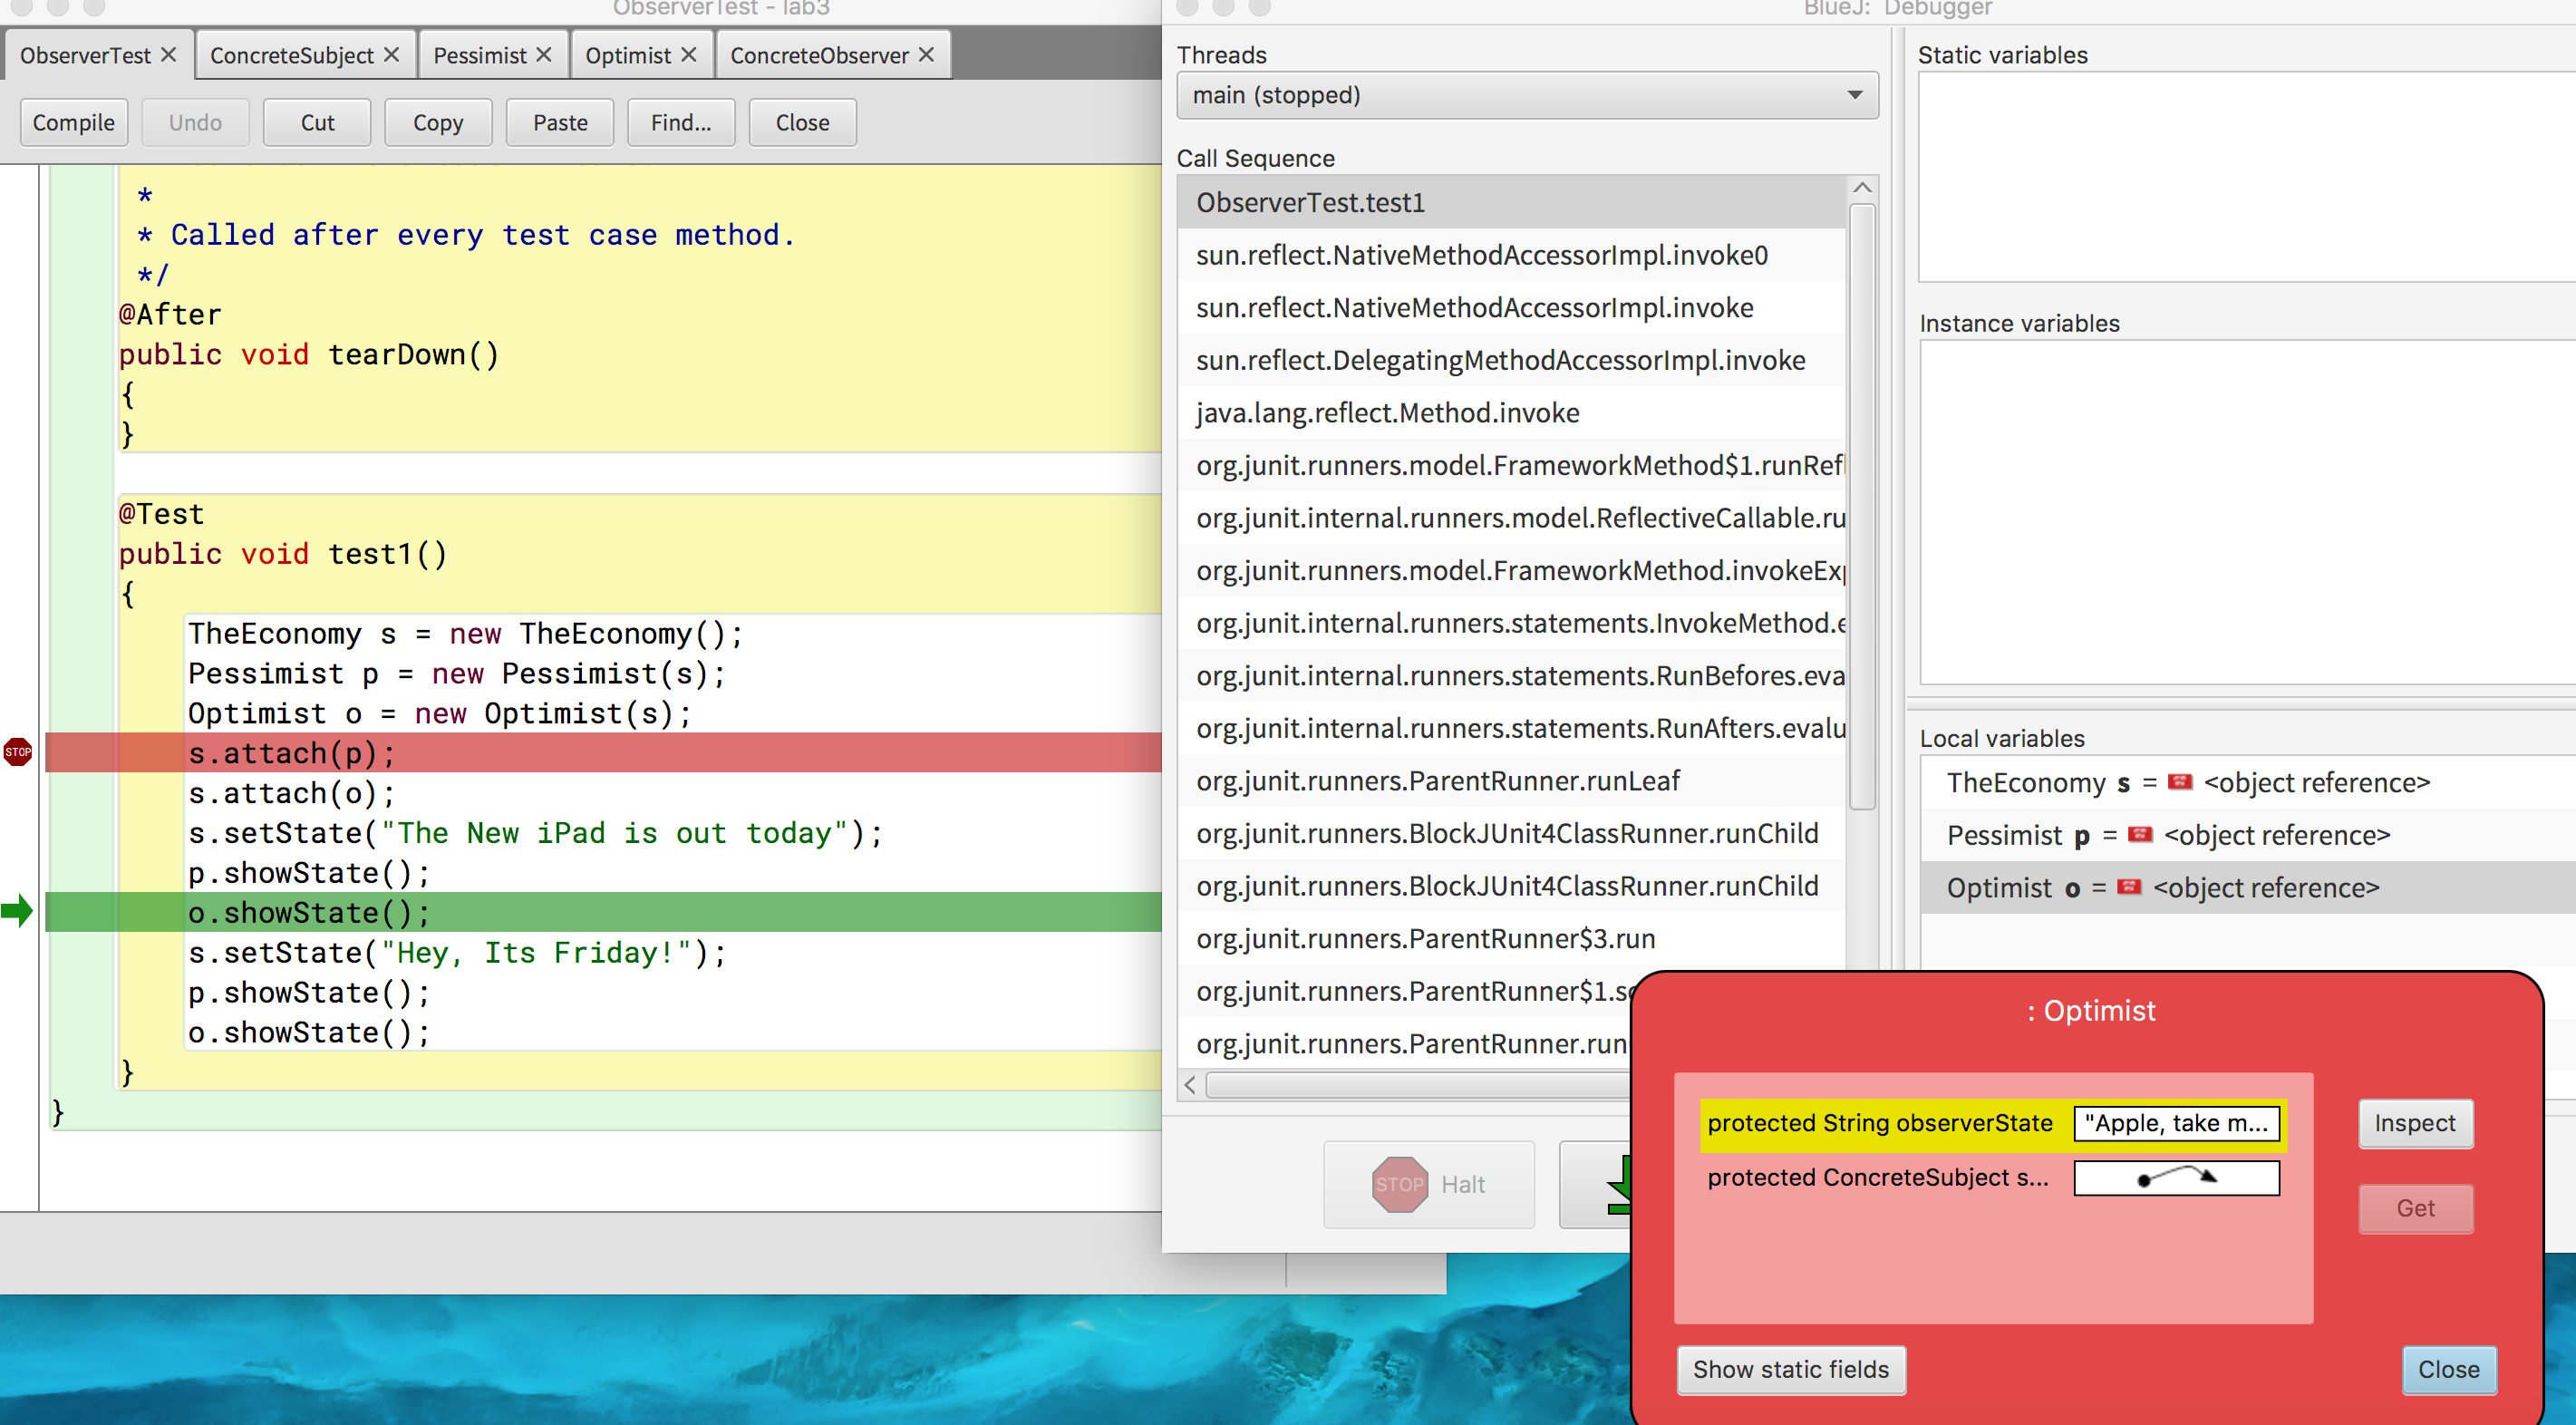 ObserverTest - lab3
ObserverTest
ConcreteSubject
Pessimist
Optimist
ConcreteObserver
Compile
Undo
Cut
Copy
Paste
Find...
Close
*
* Called after every test case method.
*/
@After
public void tearDown()
{
}
@Test
public void test1()
{
TheEconomy s = new TheEconomy();
Pessimist p = new Pessimist(s);
Optimist o = new Optimist(s);
STOP
s.attach(p);
s.attach(o);
s.setState("The New iPad is out today");
p.showState();
o.showState();
s.setState("Hey, Its Friday!");
p.showState();
o.showState();
}
}
BlueJ: Debugger
Threads
main (stopped)
Call Sequence
ObserverTest.test1
sun.reflect.NativeMethodAccessorImpl.invoke0
sun.reflect.NativeMethodAccessorImpl.invoke
sun.reflect.DelegatingMethodAccessorImpl.invoke
java.lang.reflect.Method.invoke
org.junit.runners.model.FrameworkMethod$1.runRefl
org.junit.internal.runners.model.ReflectiveCallable.ru
org.junit.runners.model.FrameworkMethod.invokeExp
org.junit.internal.runners.statements.InvokeMethod.e
org.junit.internal.runners.statements.RunBefores.eva
org.junit.internal.runners.statements.RunAfters.evalu
org.junit.runners.ParentRunner.runLeaf
org.junit.runners.BlockJUnit4ClassRunner.runChild
org.junit.runners.BlockJUnit4ClassRunner.runChild
org.junit.runners.ParentRunner$3.run
org.junit.runners.ParentRunner$1.sc
org.junit.runners.ParentRunner.run
STOP Halt
Static variables
Instance variables
Local variables
TheEconomy s = <object reference>
Pessimist p = <object reference>
Optimist o = <object reference>
: Optimist
protected String observerState "Apple, take m...
protected ConcreteSubject s...
Inspect
Get
Show static fields
Close